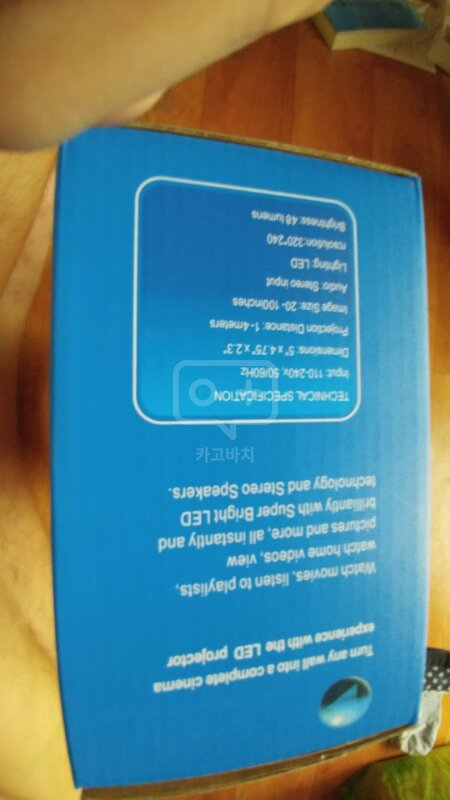 Turn any wall into a complete cinema
experience with the LED projector
Watch movies, listen to playlists,
watch home videos, view
pictures and more, all instantly and
brilliantly with Super Bright LED
technology and Stereo Speakers.
TECHNICAL SPECIFICATION
Input: 110-240v, 50/60Hz
Dimensions: 5" x 4.75" x 2.3"
Projection Distance: 1-4meters
Image Size: 20-100inches
Audio: Stereo input
Lighting: LED
resolution:320*240
Brightness:48 lumens
카고바치